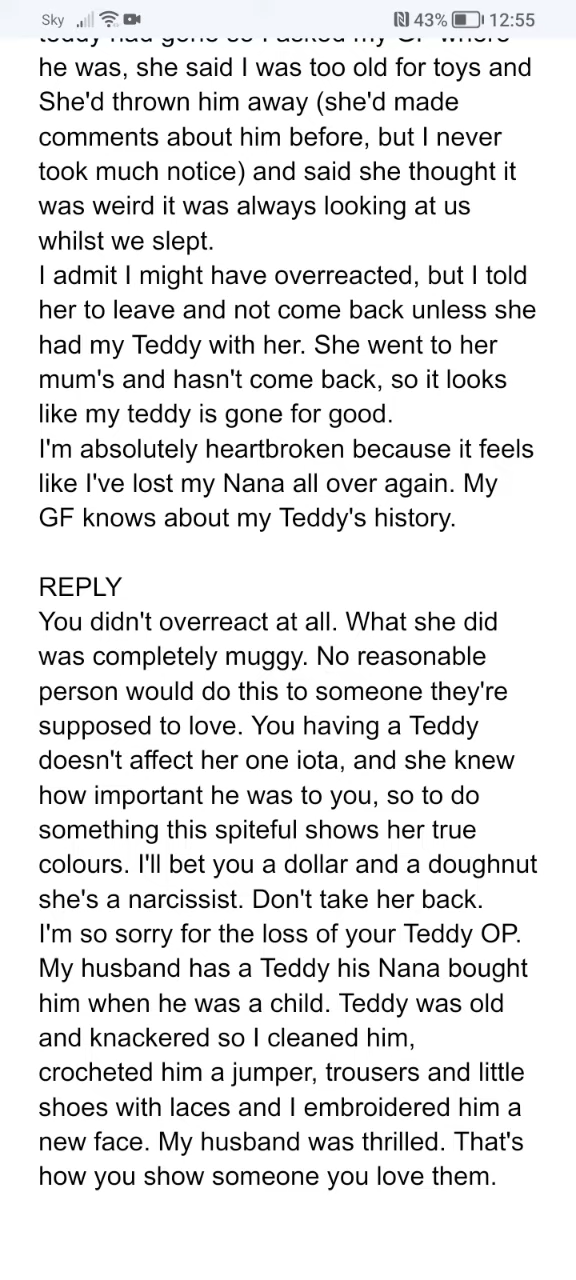 Sky 43% 12:55
he was, she said I was too old for toys and
She'd thrown him away (she'd made
comments about him before, but I never
took much notice) and said she thought it
was weird it was always looking at us
whilst we slept.
I admit I might have overreacted, but I told
her to leave and not come back unless she
had my Teddy with her. She went to her
mum's and hasn't come back, so it looks
like my teddy is gone for good.
I'm absolutely heartbroken because it feels
like I've lost my Nana all over again. My
GF knows about my Teddy's history.
REPLY
You didn't overreact at all. What she did
was completely muggy. No reasonable
person would do this to someone they're
supposed to love. You having a Teddy
doesn't affect her one iota, and she knew
how important he was to you, so to do
something this spiteful shows her true
colours. I'll bet you a dollar and a doughnut
she's a narcissist. Don't take her back.
I'm so sorry for the loss of your Teddy OP.
My husband has a Teddy his Nana bought
him when he was a child. Teddy was old
and knackered so I cleaned him,
crocheted him a jumper, trousers and little
shoes with laces and I embroidered him a
new face. My husband was thrilled. That's
how you show someone you love them.